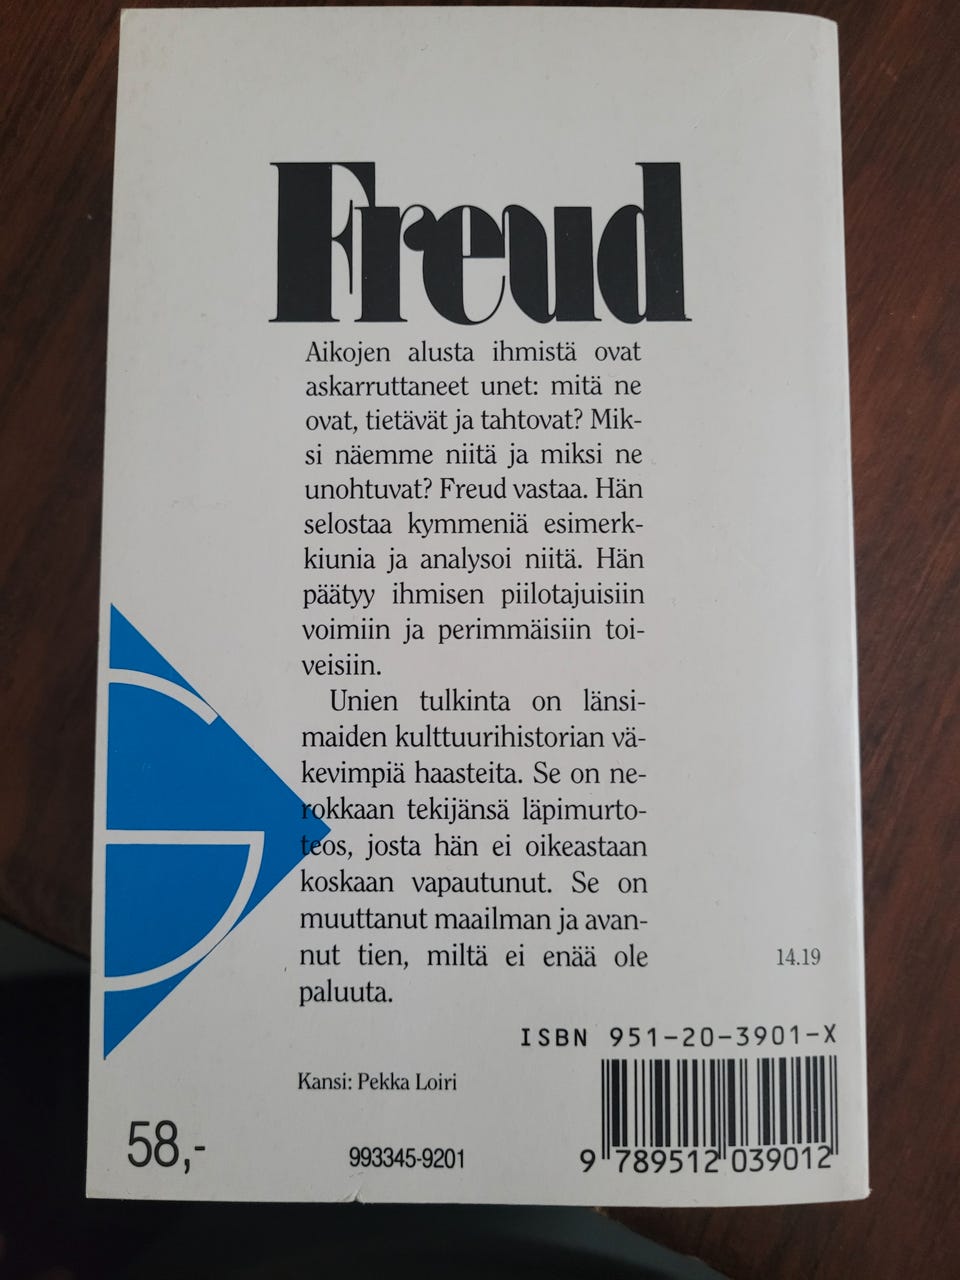 Freud
Aikojen alusta ihmistä ovat
askarruttaneet unet: mitä ne
ovat, tietävät ja tahtovat? Mik-
si näemme niitä ja miksi ne
unohtuvat? Freud vastaa. Hän
selostaa kymmeniä esimerk-
kiunia ja analysoi niitä. Hän
päätyy ihmisen piilotajuisiin
voimiin ja perimmäisiin toi-
veisiin.
Unien tulkinta on länsi-
maiden kulttuurihistorian vä-
kevimpiä haasteita. Se on ne-
rokkaan tekijänsä läpimurto-
teos, josta hän ei oikeastaan
koskaan vapautunut. Se on
muuttanut maailman ja avan-
nut tien, miltä ei enää ole
paluuta.
14.19
ISBN 951-20-3901-X
Kansi: Pekka Loiri
58,-
993345-9201
9 789512 039012